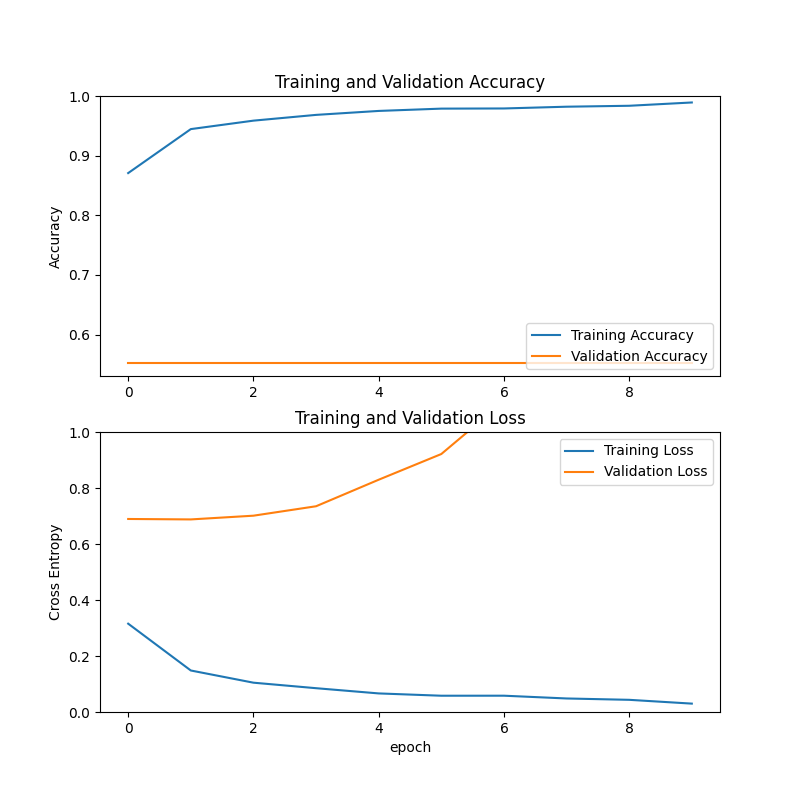 Training and Validation Accuracy
1.0
0.9
0.8
0.7
0.6
Accuracy
Training Accuracy
Validation Accuracy
0 2 4 6 8
Training and Validation Loss
1.0
0.8
0.6
0.4
0.2
0.0
Cross Entropy
Training Loss
Validation Loss
0 2 4 6 8
epoch